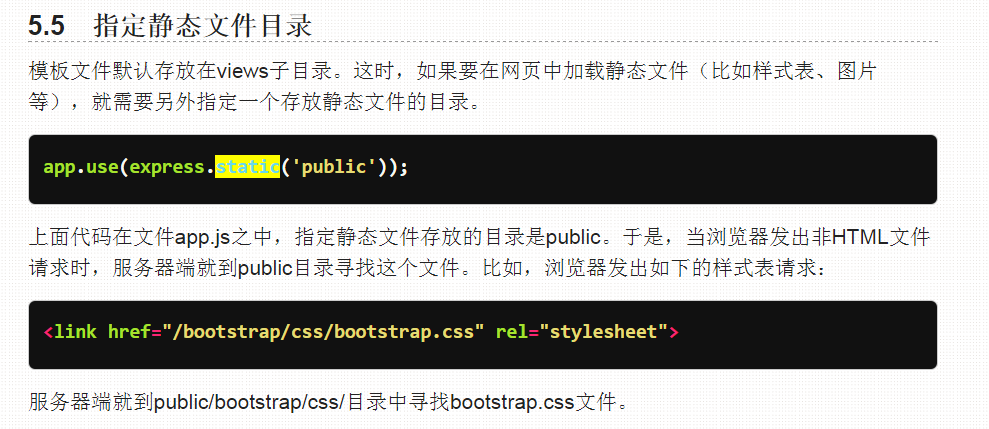 5.5 指定静态文件目录
模板文件默认存放在views子目录。这时，如果要在网页中加载静态文件（比如样式表、图片
等），就需要另外指定一个存放静态文件的目录。
app.use(express.static('public'));
上面代码在文件app.js之中，指定静态文件存放的目录是public。于是，当浏览器发出非HTML文件
请求时，服务器端就到public目录寻找这个文件。比如，浏览器发出如下的样式表请求：
<link href="/bootstrap/css/bootstrap.css" rel="stylesheet">
服务器端就到public/bootstrap/css/目录中寻找bootstrap.css文件。